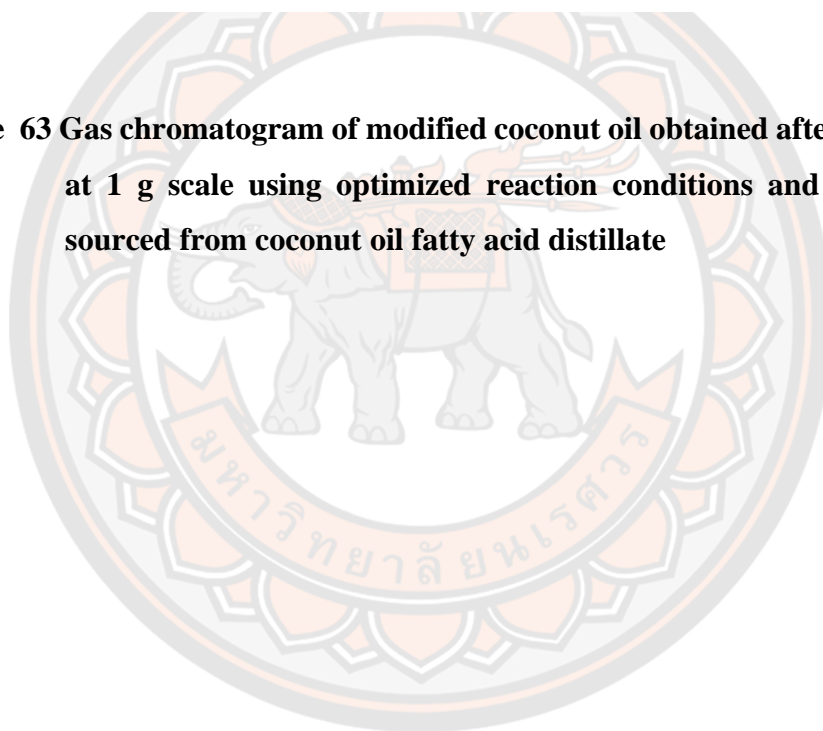 e 63 Gas chromatogram of modified coconut oil obtained afte
at 1 g scale using optimized reaction conditions and
sourced from coconut oil fatty acid distillate
มหาวิทยาลัยนเรศวร